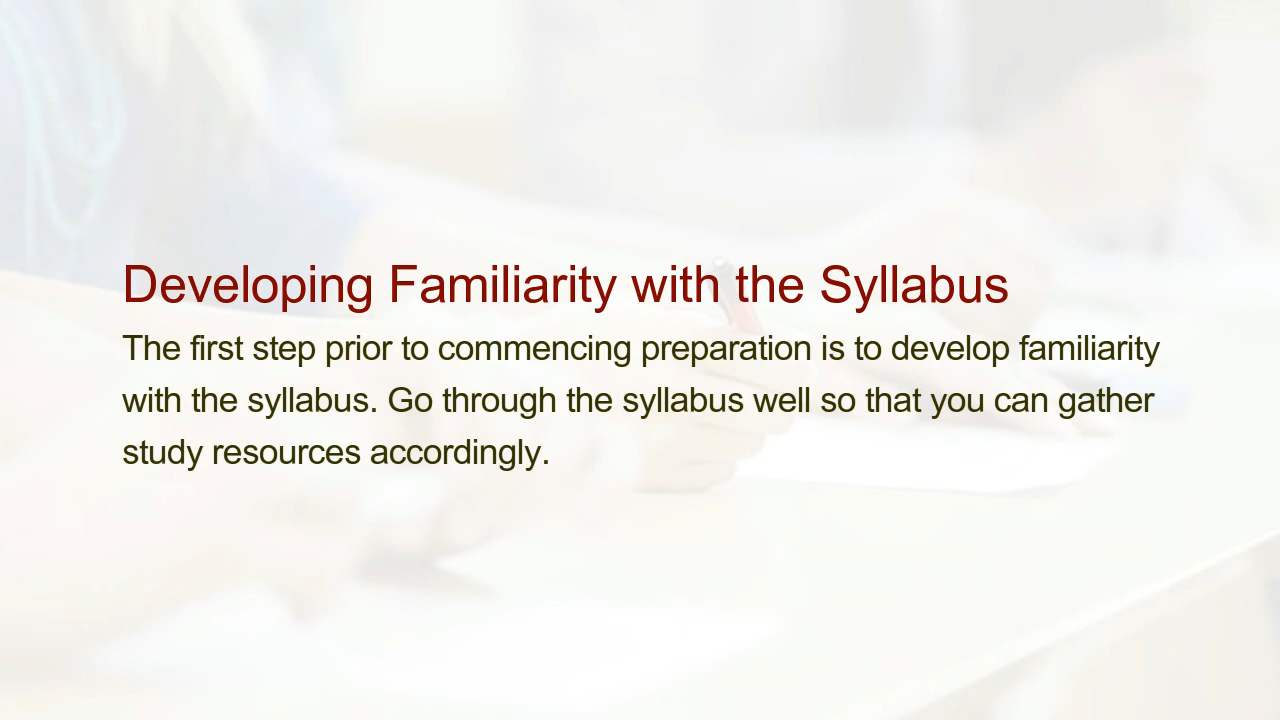 Developing Familiarity with the Syllabus
The first step prior to commencing preparation is to develop familiarity
with the syllabus. Go through the syllabus well so that you can gather
study resources accordingly.